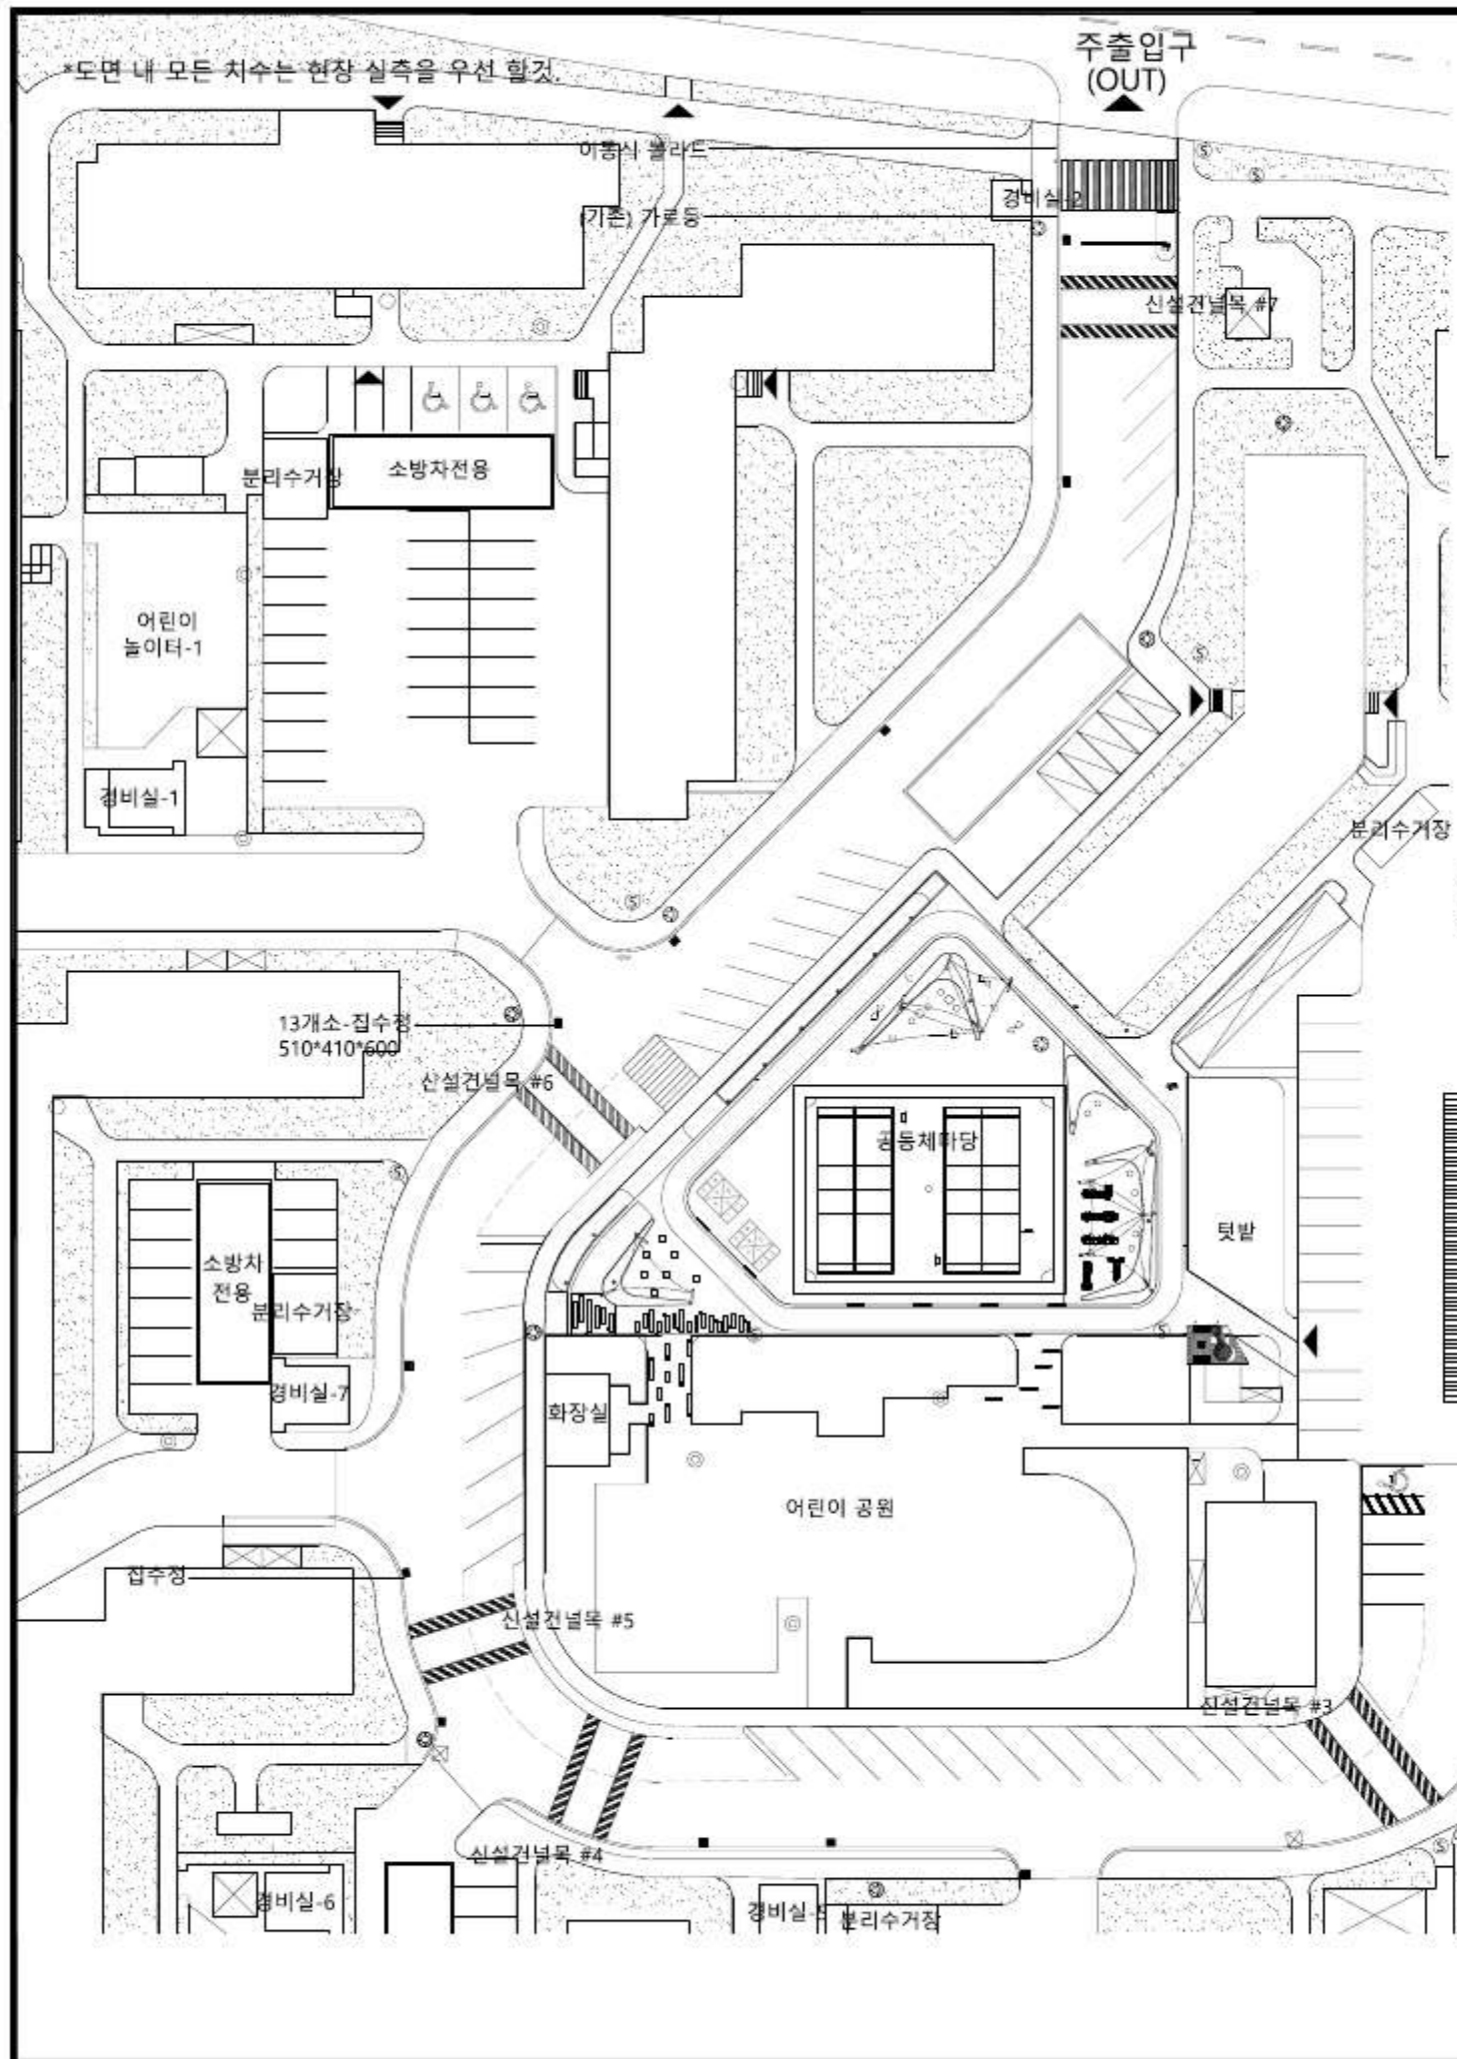 주출입구
(OUT)
*도면 내 모든 치수는 현장 실측을 우선 할것.
이동식 볼라드
경비실-2
(기존) 가로등
신설건널목 #7
분리수거장
소방차전용
어린이
놀이터-1
경비실-1
분리수거장
13개소-집수정
510*410*600
신설건널목 #6
공동체마당
텃밭
소방차
전용
분리수거장
경비실-7
화장실
어린이 공원
집수정
신설건널목 #5
신설건널목 #3
신설건널목 #4
경비실-6
경비실-5
분리수거장